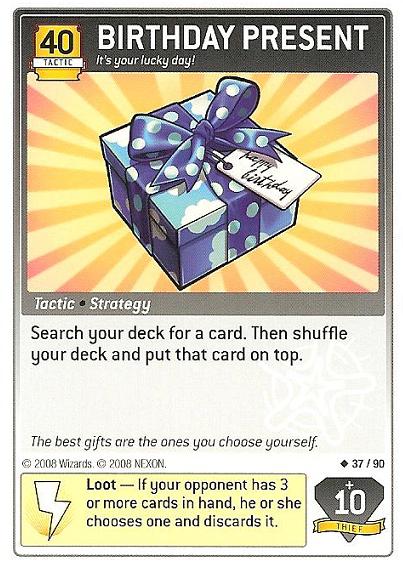 40
TACTIC
BIRTHDAY PRESENT
It's your lucky day!
happy
birthday
Tactic • Strategy
Search your deck for a card. Then shuffle
your deck and put that card on top.
The best gifts are the ones you choose yourself.
© 2008 Wizards. © 2008 NEXON.
◆ 37 / 90
Loot — If your opponent has 3
or more cards in hand, he or she
chooses one and discards it.
+
10
THIEF